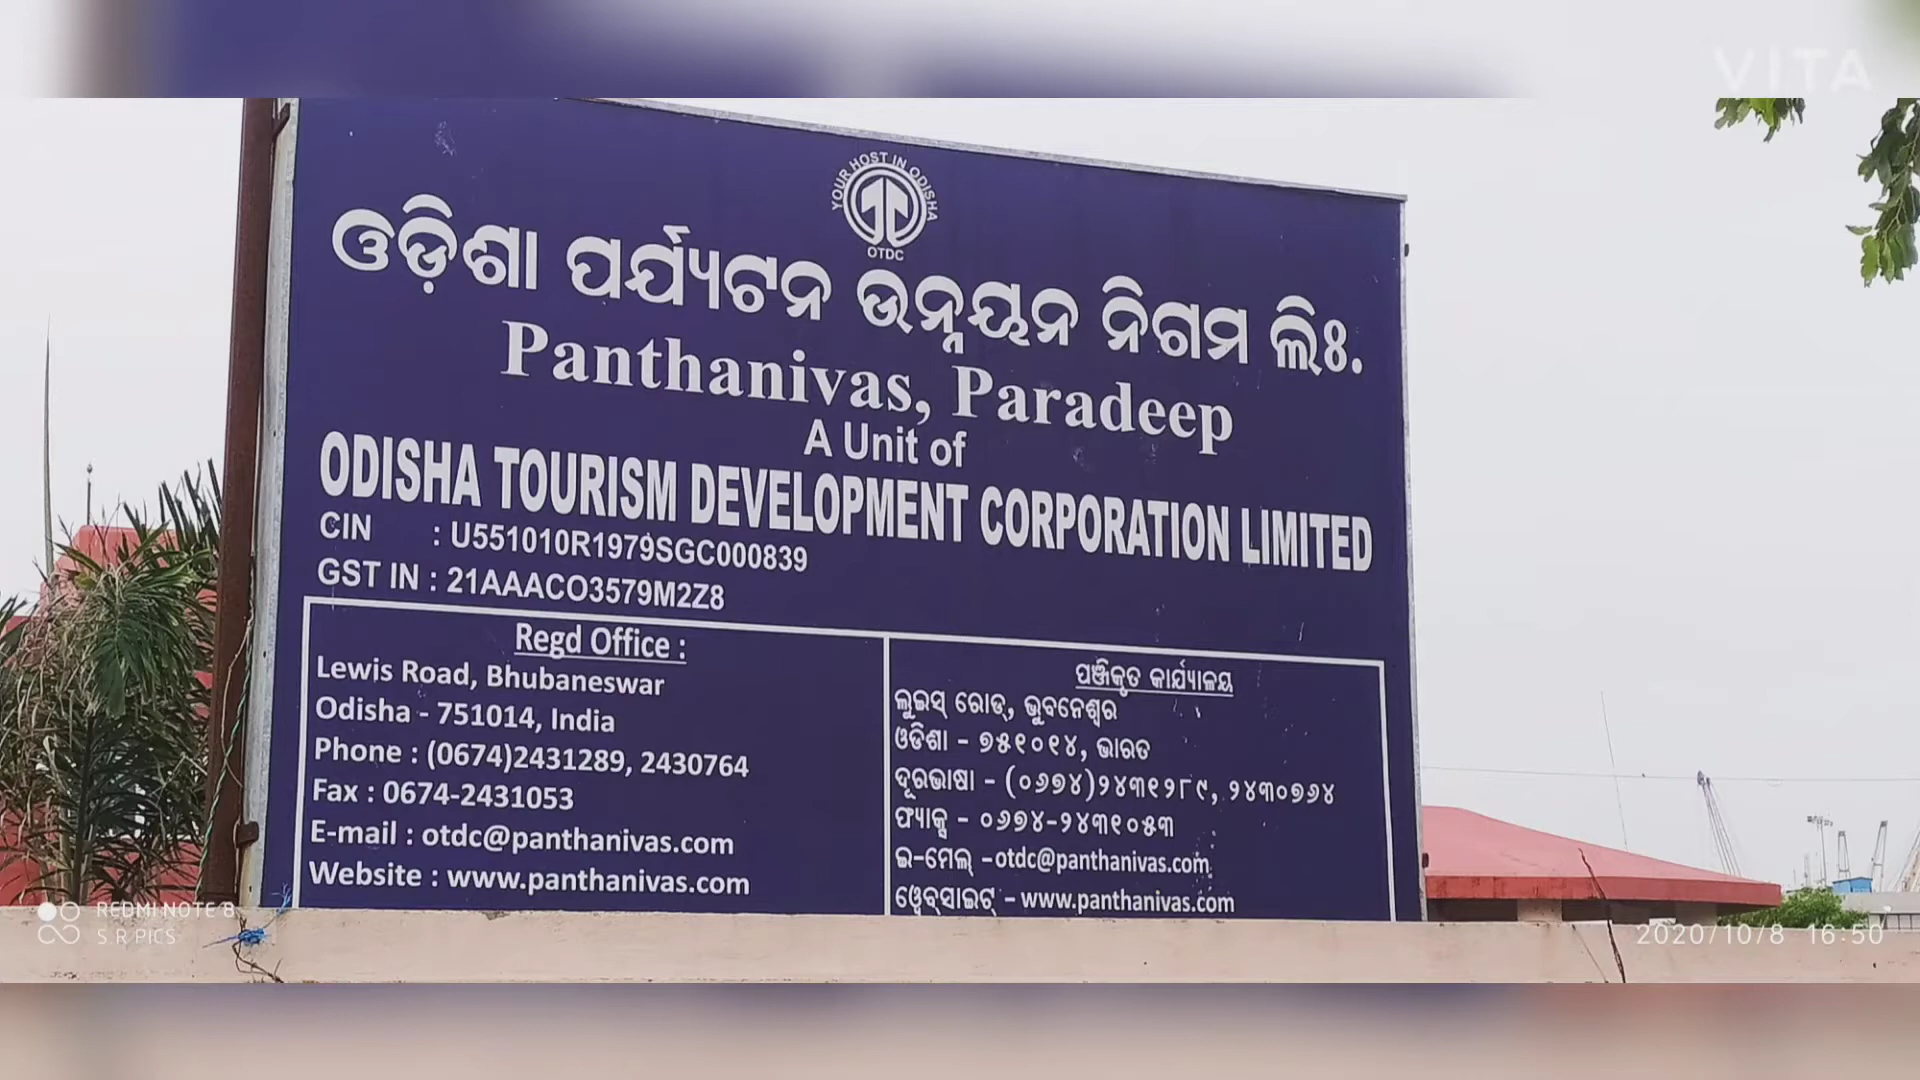 VITA
YOUR HOST IN ODISHA
OTDC
ଓଡ଼ିଶା ପର୍ଯ୍ୟଟନ ଉନ୍ନୟନ ନିଗମ ଲିଃ.
Panthanivas, Paradeep
A Unit of
ODISHA TOURISM DEVELOPMENT CORPORATION LIMITED
CIN : U551010R1979SGC000839
GST IN : 21AAACO3579M2Z8
Regd Office :
Lewis Road, Bhubaneswar
Odisha - 751014, India
Phone : (0674)2431289, 2430764
Fax : 0674-2431053
E-mail : otdc@panthanivas.com
Website : www.panthanivas.com
ପଞ୍ଜିକୃତ କାର୍ଯ୍ୟାଳୟ
ଲୁଇସ୍ ରୋଡ୍, ଭୁବନେଶ୍ୱର
ଓଡିଶା - ୭୫୧୦୧୪, ଭାରତ
ଦୂରଭାଷା - (୦୬୭୪)୨୪୩୧୨୮୯, ୨୪୩୦୭୬୪
ଫ୍ୟାକ୍ସ - ୦୬୭୪-୨୪୩୧୦୫୩
ଇ-ମେଲ୍ -otdc@panthanivas.com
ୱେବ୍‌ସାଇଟ୍ - www.panthanivas.com
REDMI NOTE 8
S.R PICS
2020/10/8 16:50